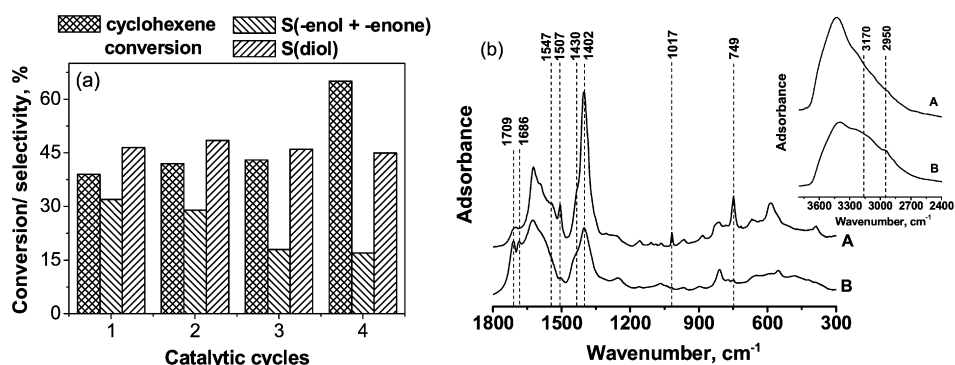 cyclohexene conversion
S(-enol + -enone)
S(diol)
(a)
Conversion/ selectivity, %
60
45
30
15
0
1 2 3 4
Catalytic cycles
(b)
1709
1686
1547
1507
1430
1402
1017
749
Adsorbance
A
B
1800 1500 1200 900 600 300
Wavenumber, cm-1
3170
2950
Adsorbance
A
B
3600 3300 3000 2700 2400
Wavenumber, cm-1